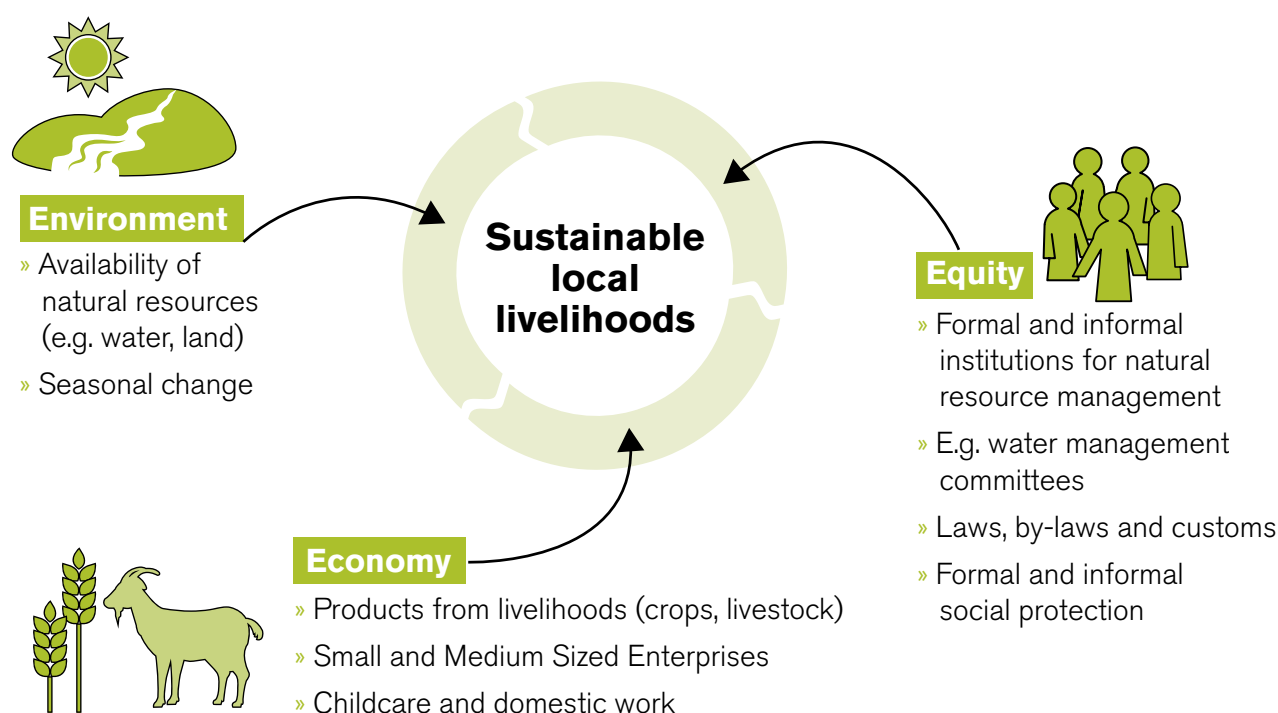 Sustainable
local
livelihoods
Environment
» Availability of
natural resources
(e.g. water, land)
» Seasonal change
Equity
» Formal and informal
institutions for natural
resource management
» E.g. water management
committees
» Laws, by-laws and customs
» Formal and informal
social protection
Economy
» Products from livelihoods (crops, livestock)
» Small and Medium Sized Enterprises
» Childcare and domestic work